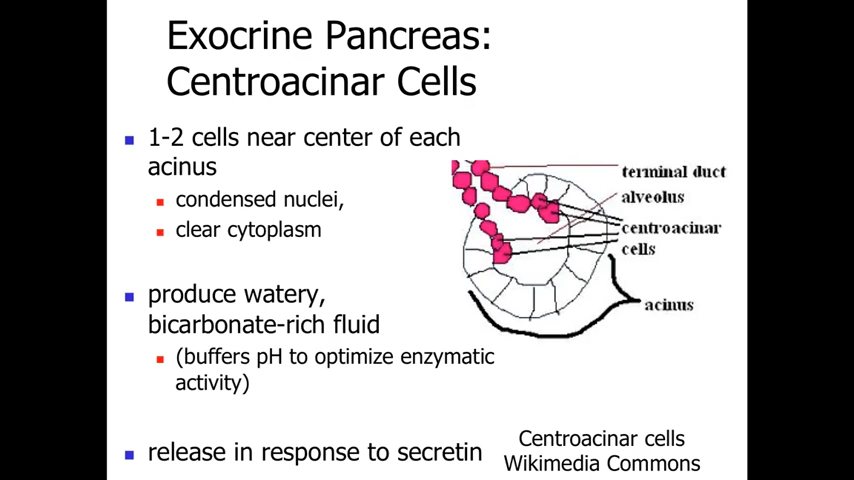 Exocrine Pancreas:
Centroacinar Cells
1-2 cells near center of each
acinus
condensed nuclei,
clear cytoplasm
produce watery,
bicarbonate-rich fluid
(buffers pH to optimize enzymatic
activity)
release in response to secretin
terminal duct
alveolus
centroacinar
cells
acinus
Centroacinar cells
Wikimedia Commons